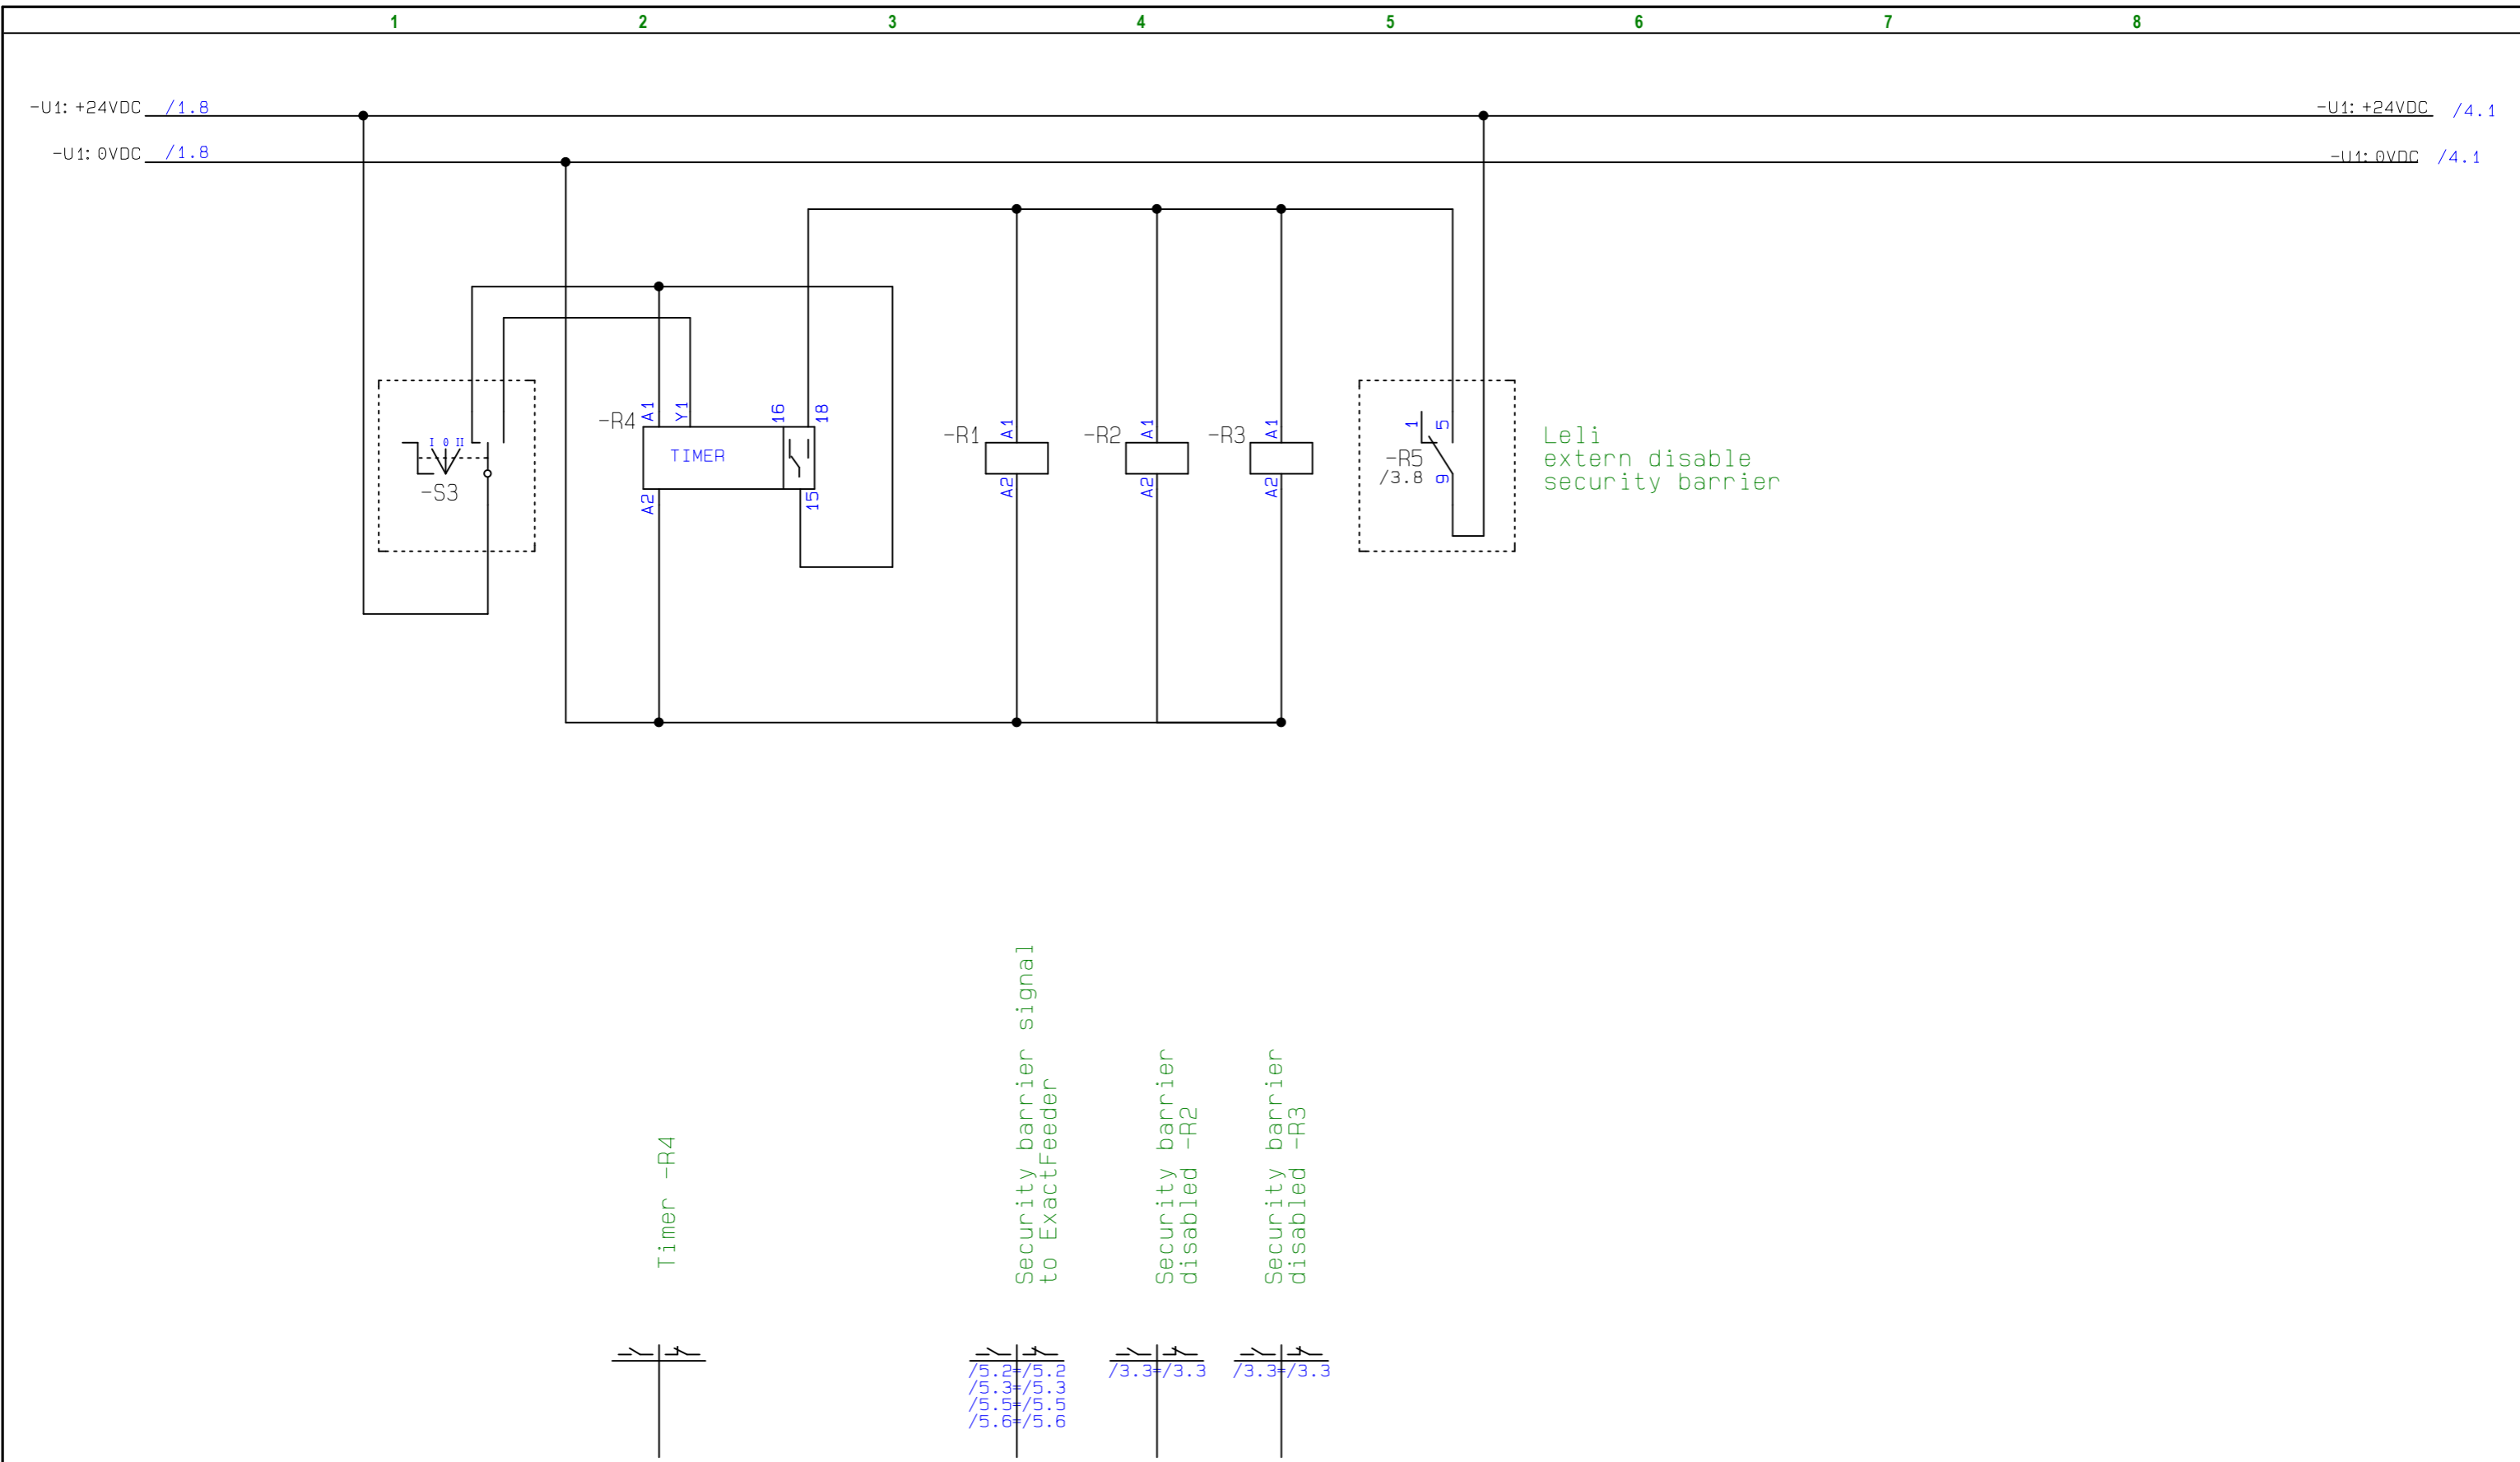 1 2 3 4 5 6 7 8
-U1:+24VDC /1.8
-U1:+24VDC /4.1
-U1:0VDC /1.8
-U1:0VDC /4.1
I 0 II
-S3
-R4
A1
Y1
16
18
TIMER
A2
15
-R1
A1
A2
-R2
A1
A2
-R3
A1
A2
1
5
-R5
/3.8
9
Leli
extern disable
security barrier
Timer -R4
Security barrier signal
to ExactFeeder
Security barrier
disabled -R2
Security barrier
disabled -R3
/5.2=/5.2
/5.3=/5.3
/5.5=/5.5
/5.6=/5.6
/3.3=/3.3
/3.3=/3.3